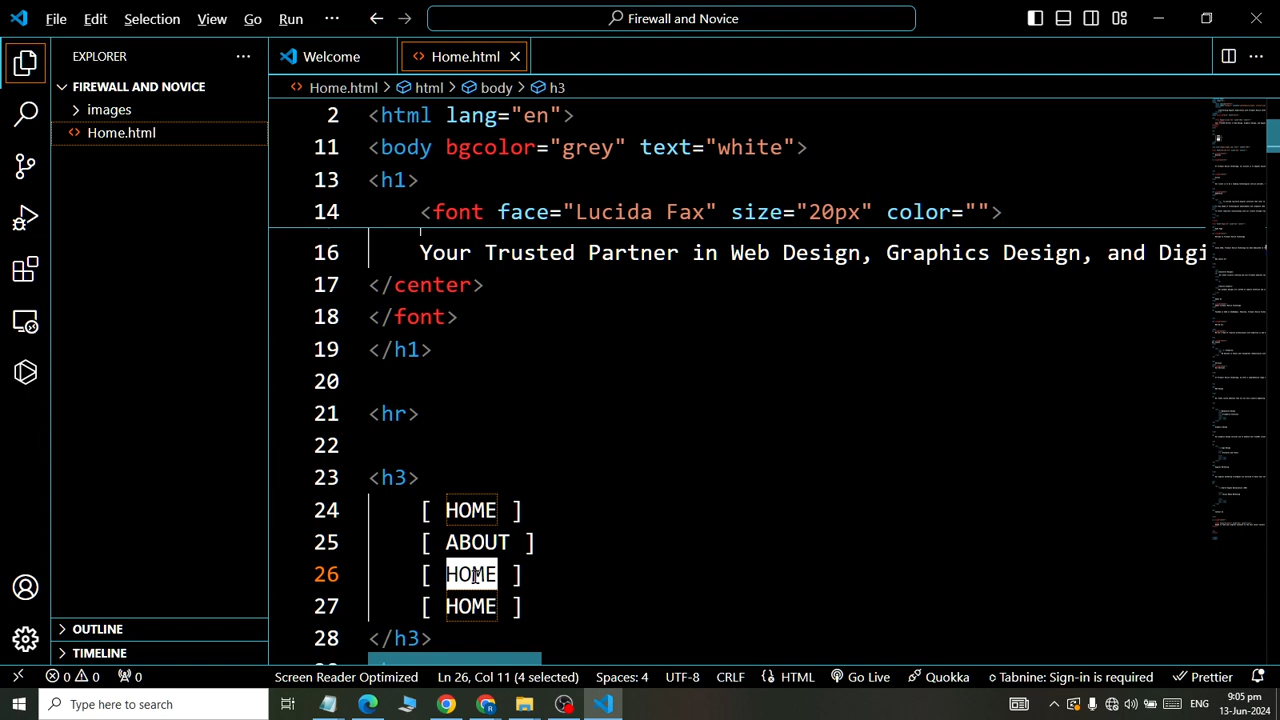 File Edit Selection View Go Run ··· Firewall and Novice
EXPLORER ···
Welcome
Home.html
FIREWALL AND NOVICE
images
Home.html
Home.html > html > body > h3
2 <html lang="en">
11 <body bgcolor="grey" text="white">
13 <h1>
14 <font face="Lucida Fax" size="20px" color="">
16 Your Trusted Partner in Web Design, Graphics Design, and Digi
17 </center>
18 </font>
19 </h1>
20
21 <hr>
22
23 <h3>
24 [ HOME ]
25 [ ABOUT ]
26 [ HOME ]
27 [ HOME ]
28 </h3>
OUTLINE
TIMELINE
0 0 0 Screen Reader Optimized Ln 26, Col 11 (4 selected) Spaces: 4 UTF-8 CRLF HTML Go Live Quokka Tabnine: Sign-in is required Prettier
Type here to search
ENG
9:05 pm
13-Jun-2024